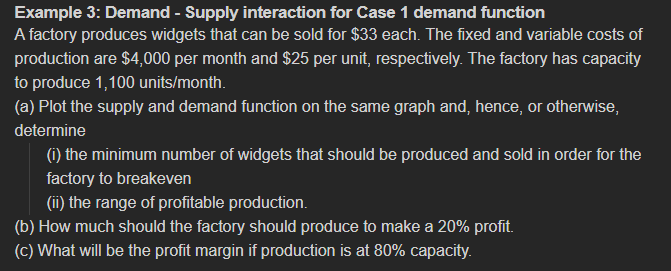 Example 3: Demand - Supply interaction for Case 1 demand function
A factory produces widgets that can be sold for $33 each. The fixed and variable costs of
production are $4,000 per month and $25 per unit, respectively. The factory has capacity
to produce 1,100 units/month.
(a) Plot the supply and demand function on the same graph and, hence, or otherwise,
determine
(i) the minimum number of widgets that should be produced and sold in order for the
factory to breakeven
(ii) the range of profitable production.
(b) How much should the factory should produce to make a 20% profit.
(c) What will be the profit margin if production is at 80% capacity.